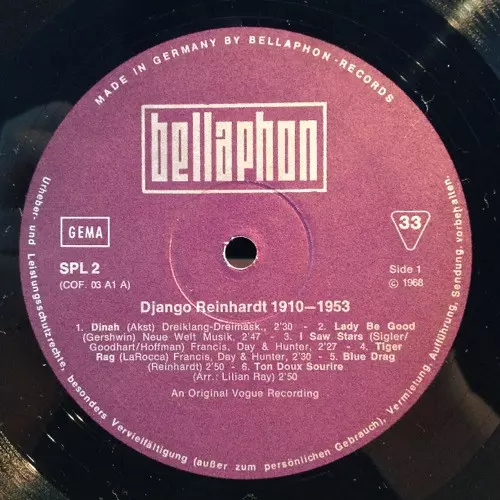 MADE IN GERMANY BY BELLAPHON-RECORDS
bellaphon
GEMA
33
SPL 2
(COF. 03 A1 A)
Side 1
© 1968
Django Reinhardt 1910—1953
1. Dinah (Akst) Dreiklang-Dreimask., 2'30 - 2. Lady Be Good
(Gershwin) Neue Welt Musik, 2'47 - 3. I Saw Stars (Sigler/
Goodhart/Hoffman) Francis, Day & Hunter, 2'27 - 4. Tiger
Rag (LaRocca) Francis, Day & Hunter, 2'30 - 5. Blue Drag
(Reinhardt) 2'50 - 6. Ton Doux Sourire
(Arr.: Lilian Ray) 2'50
An Original Vogue Recording
Urheber- und Leistungsschutzrechte, besonders Vervielfältigung (außer zum persönlichen Gebrauch), Vermietung, Aufführung, Sendung, vorbehalten.